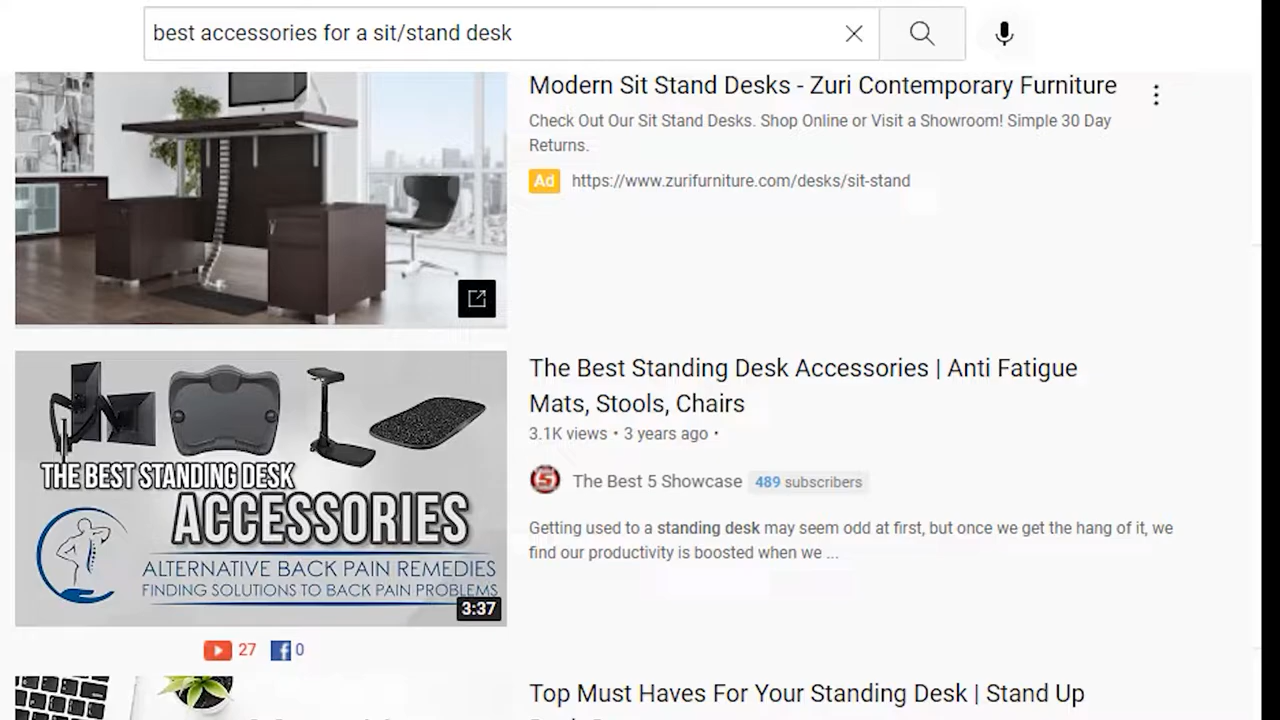 best accessories for a sit/stand desk
Modern Sit Stand Desks - Zuri Contemporary Furniture
Check Out Our Sit Stand Desks. Shop Online or Visit a Showroom! Simple 30 Day
Returns.
Ad https://www.zurifurniture.com/desks/sit-stand
THE BEST STANDING DESK
ACCESSORIES
ALTERNATIVE BACK PAIN REMEDIES
FINDING SOLUTIONS TO BACK PAIN PROBLEMS
3:37
The Best Standing Desk Accessories | Anti Fatigue
Mats, Stools, Chairs
3.1K views • 3 years ago •
5 The Best 5 Showcase 489 subscribers
Getting used to a standing desk may seem odd at first, but once we get the hang of it, we
find our productivity is boosted when we ...
27 f 0
Top Must Haves For Your Standing Desk | Stand Up